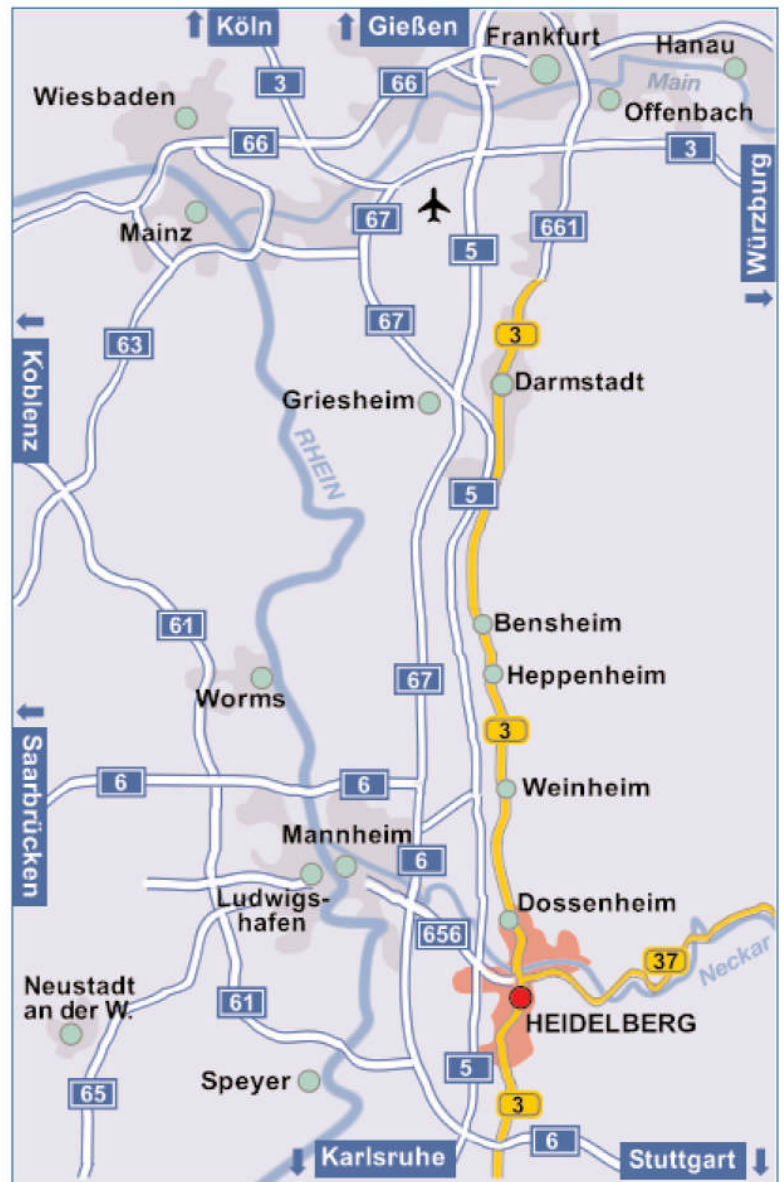 Köln
Gießen
Frankfurt
Hanau
3
66
Main
Wiesbaden
Offenbach
66
3
Würzburg
Mainz
67
5
661
63
67
3
Koblenz
Darmstadt
Griesheim
RHEIN
5
61
Bensheim
Heppenheim
Worms
67
3
Saarbrücken
6
6
Weinheim
Mannheim
6
Ludwigs-
hafen
Dossenheim
656
37
Neckar
Neustadt
an der W.
61
HEIDELBERG
Speyer
5
65
3
6
Karlsruhe
Stuttgart